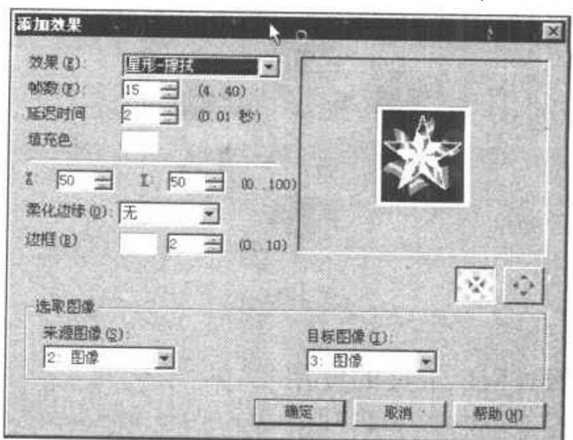 添加效果
效果(E): 星形-擦拭
帧数(F): 15 (4..40)
延迟时间 2 (0.01 秒)
填充色
X: 50 Y: 50 (0..100)
柔化边缘(O): 无
边框(B) 2 (0..10)
选取图像
来源图像(S): 目标图像(T):
2: 图像 3: 图像
确定 取消 帮助(H)